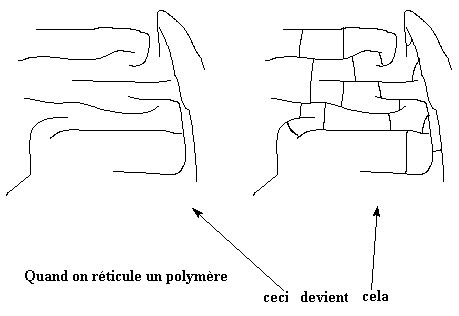 Quand on réticule un polymère
ceci devient cela